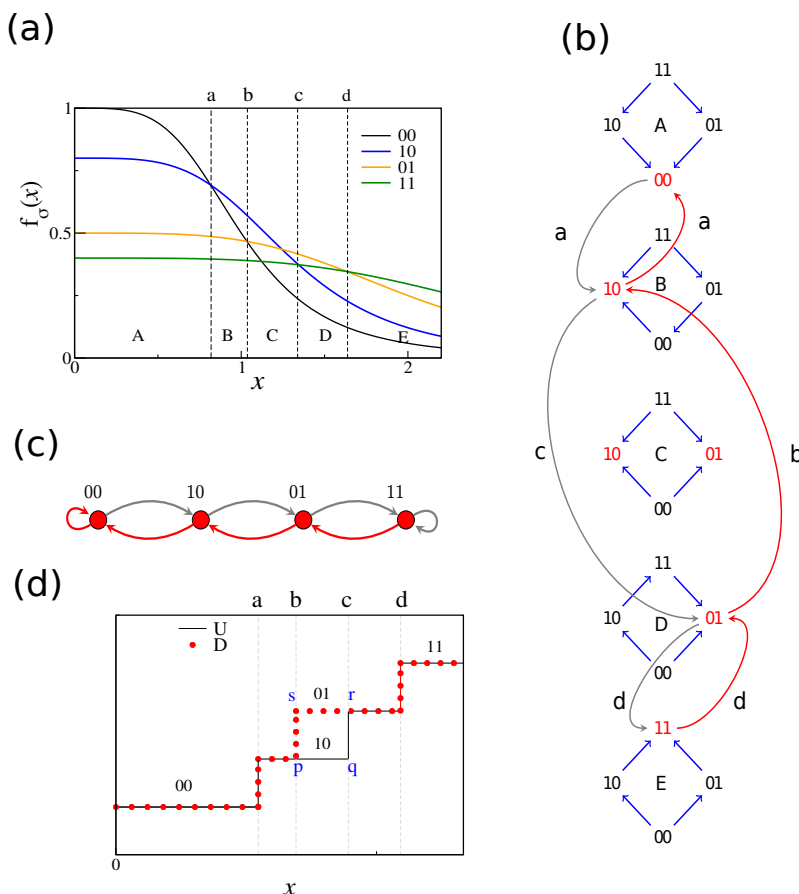 (a)
a b c d
1
0.5
0
f_σ(x)
00
10
01
11
A B C D E
0 1 2
x
(b)
11
10 A 01
00
a
a
11
10 B 01
00
11
10 C 01
00
c
b
11
10 D 01
00
d
d
11
10 E 01
00
(c)
00 10 01 11
(d)
a b c d
U
D
11
s 01 r
10
p q
00
0
x